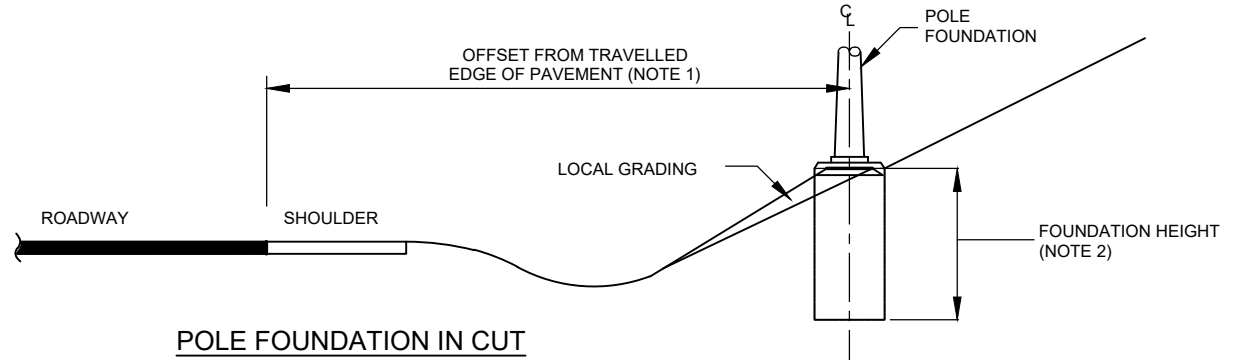 ℄
POLE
FOUNDATION
OFFSET FROM TRAVELLED
EDGE OF PAVEMENT (NOTE 1)
LOCAL GRADING
ROADWAY
SHOULDER
FOUNDATION HEIGHT
(NOTE 2)
POLE FOUNDATION IN CUT